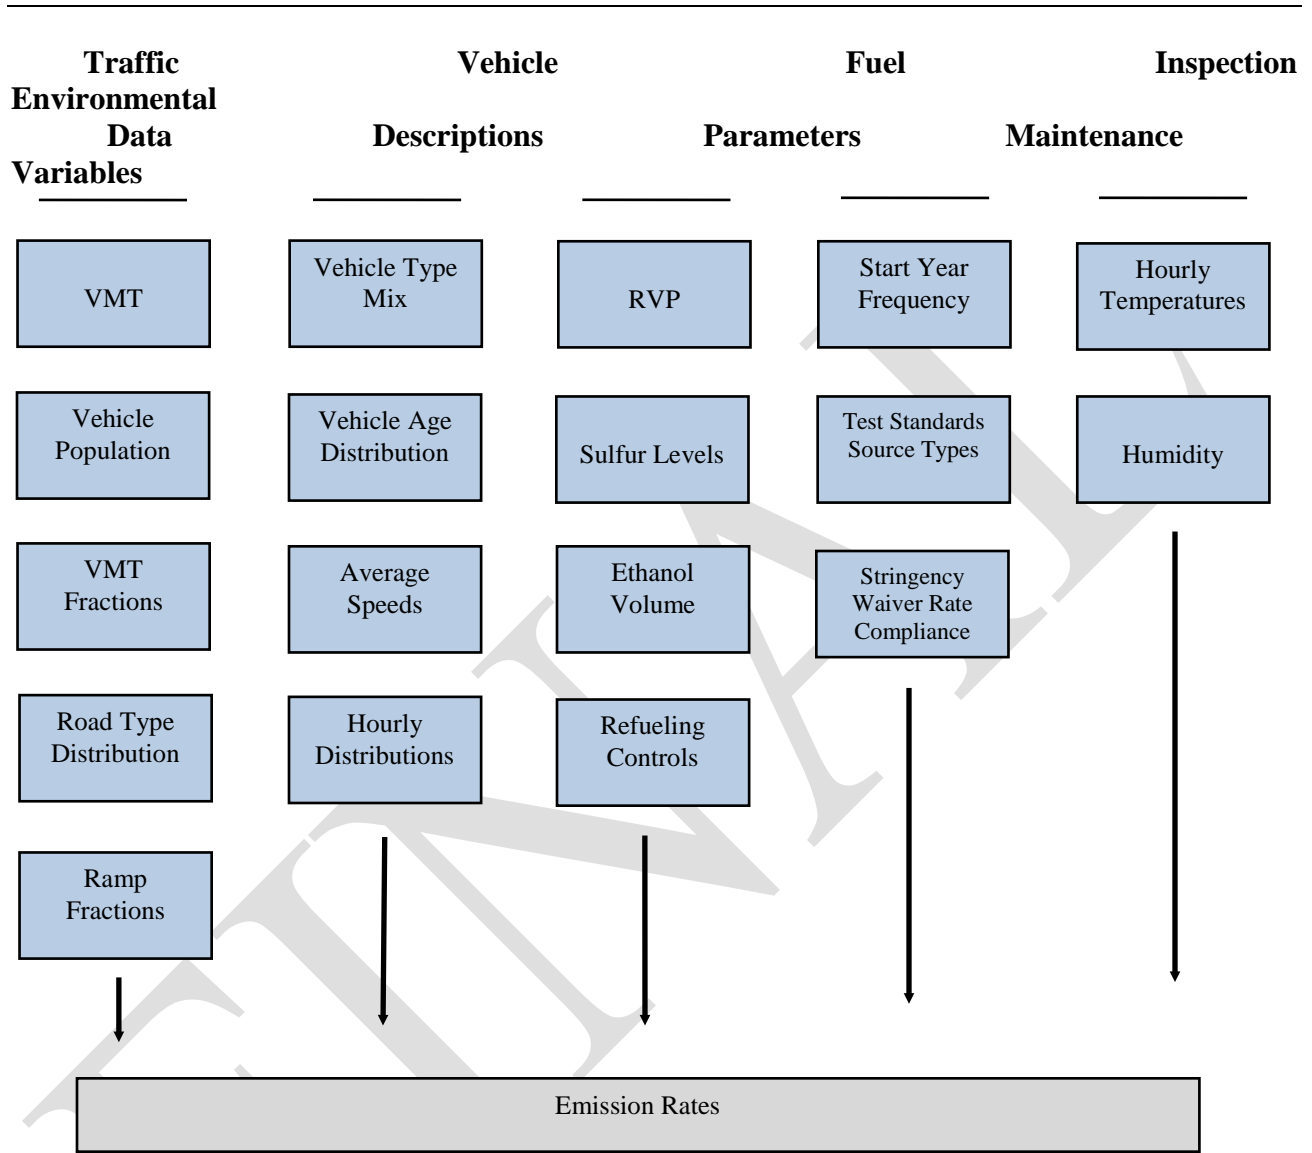 Traffic Vehicle Fuel Inspection
Environmental
Data Descriptions Parameters Maintenance
Variables
VMT
Vehicle Type
Mix
RVP
Start Year
Frequency
Hourly
Temperatures
Vehicle
Population
Vehicle Age
Distribution
Sulfur Levels
Test Standards
Source Types
Humidity
VMT
Fractions
Average
Speeds
Ethanol
Volume
Stringency
Waiver Rate
Compliance
Road Type
Distribution
Hourly
Distributions
Refueling
Controls
Ramp
Fractions
Emission Rates
FINAL